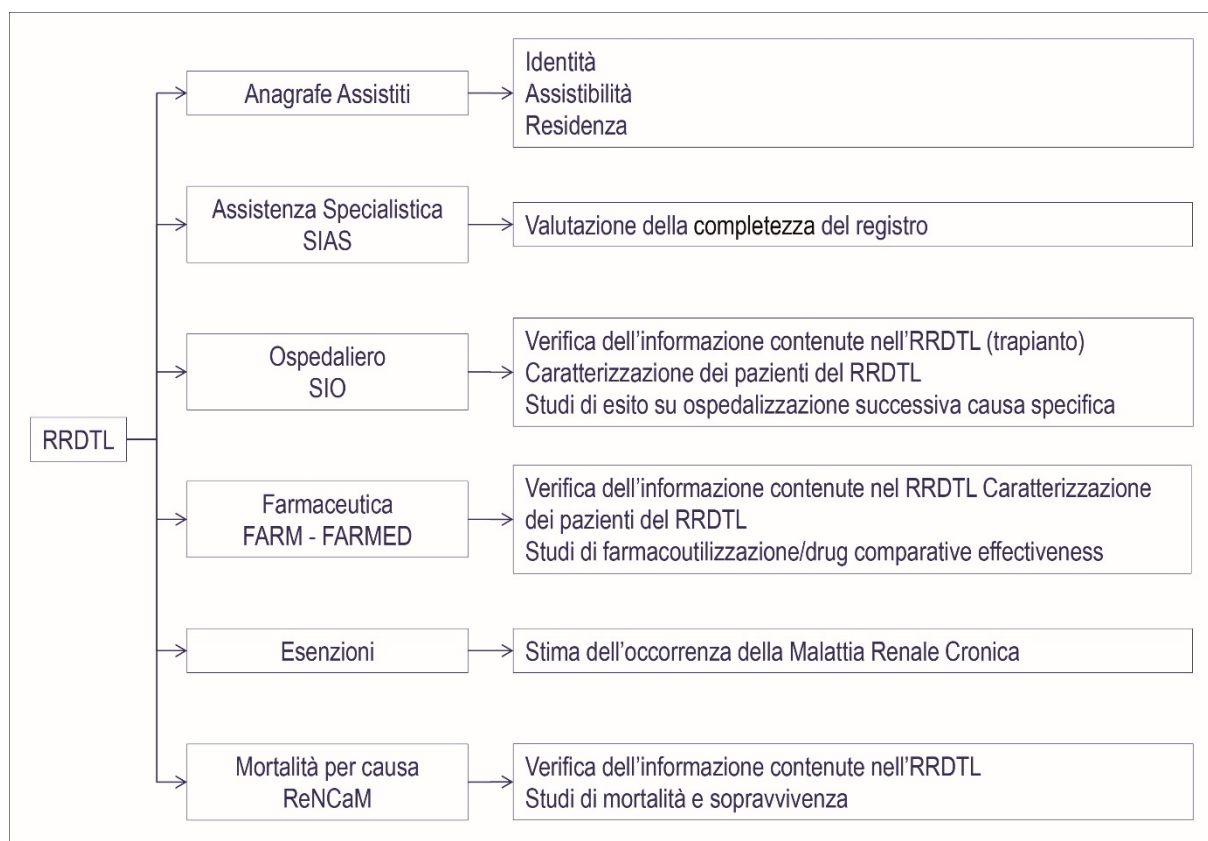 Anagrafe Assistiti
Identità
Assistibilità
Residenza
Assistenza Specialistica
SIAS
Valutazione della completezza del registro
Ospedaliero
SIO
Verifica dell'informazione contenute nell'RRDTL (trapianto)
Caratterizzazione dei pazienti del RRDTL
Studi di esito su ospedalizzazione successiva causa specifica
RRDTL
Farmaceutica
FARM - FARMED
Verifica dell'informazione contenute nel RRDTL Caratterizzazione
dei pazienti del RRDTL
Studi di farmacoutilizzazione/drug comparative effectiveness
Esenzioni
Stima dell'occorrenza della Malattia Renale Cronica
Mortalità per causa
ReNCaM
Verifica dell'informazione contenute nell'RRDTL
Studi di mortalità e sopravvivenza